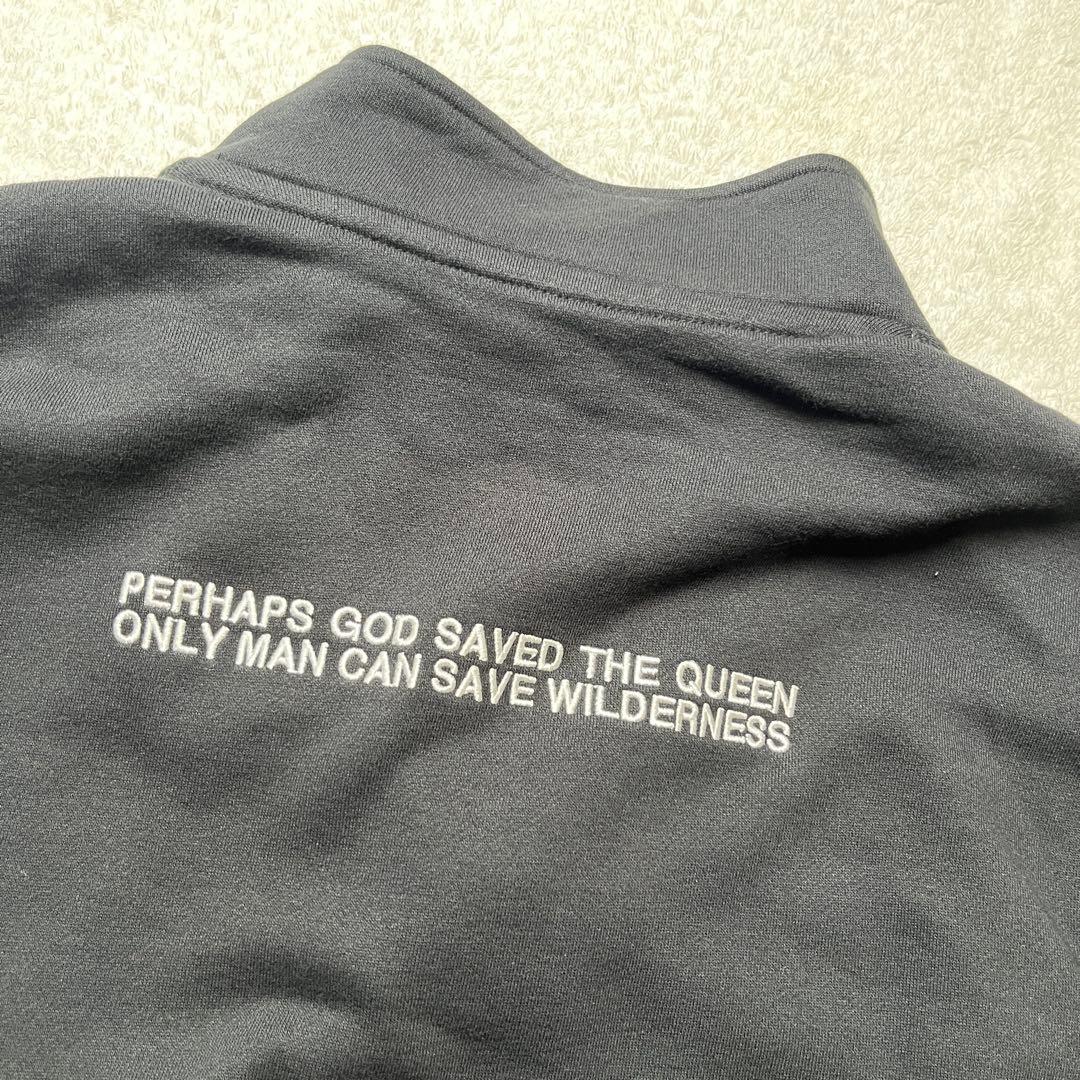 PERHAPS GOD SAVED THE QUEEN
ONLY MAN CAN SAVE WILDERNESS